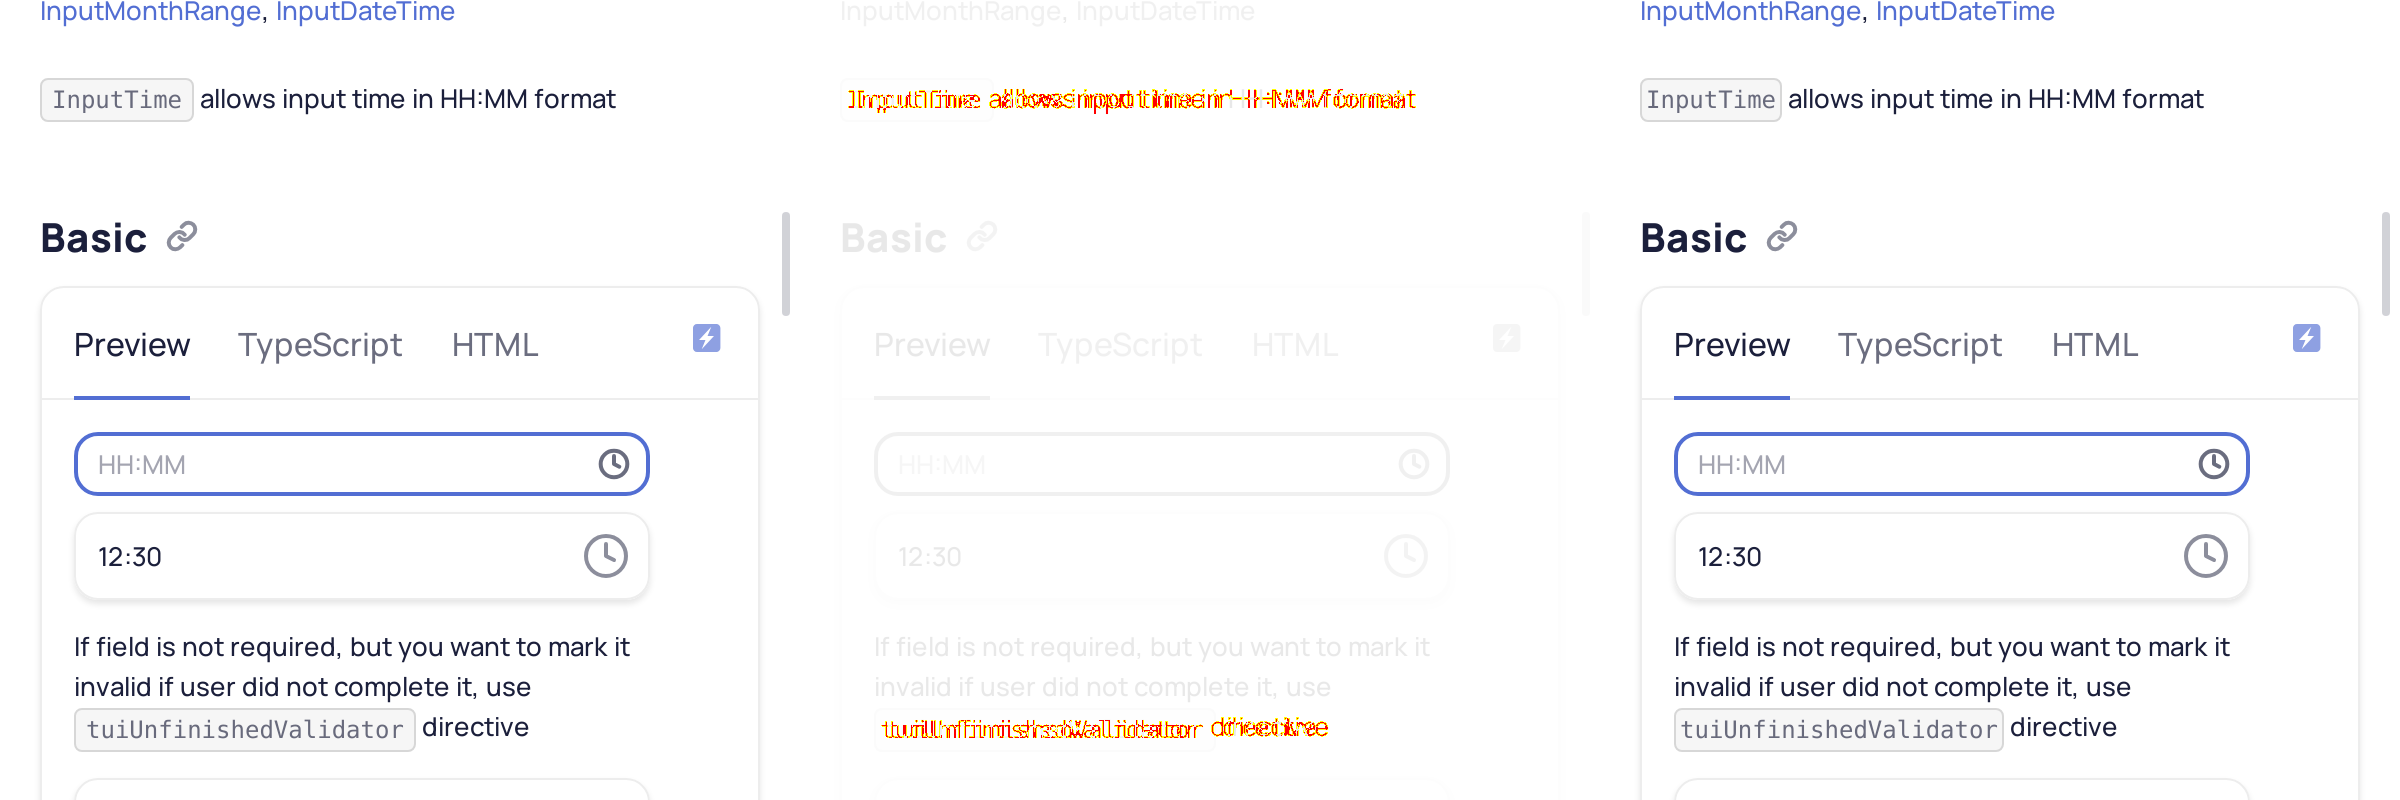 InputMonthRange, InputDateTime
InputTime allows input time in HH:MM format
Basic
Preview TypeScript HTML
HH:MM
12:30
If field is not required, but you want to mark it
invalid if user did not complete it, use
tuiUnfinishedValidator directive
InputMonthRange, InputDateTime
InputTime allows input time in HH:MM format
Basic
Preview TypeScript HTML
HH:MM
12:30
If field is not required, but you want to mark it
invalid if user did not complete it, use
tuiUnfinishedValidator directive
InputMonthRange, InputDateTime
InputTime allows input time in HH:MM format
Basic
Preview TypeScript HTML
HH:MM
12:30
If field is not required, but you want to mark it
invalid if user did not complete it, use
tuiUnfinishedValidator directive